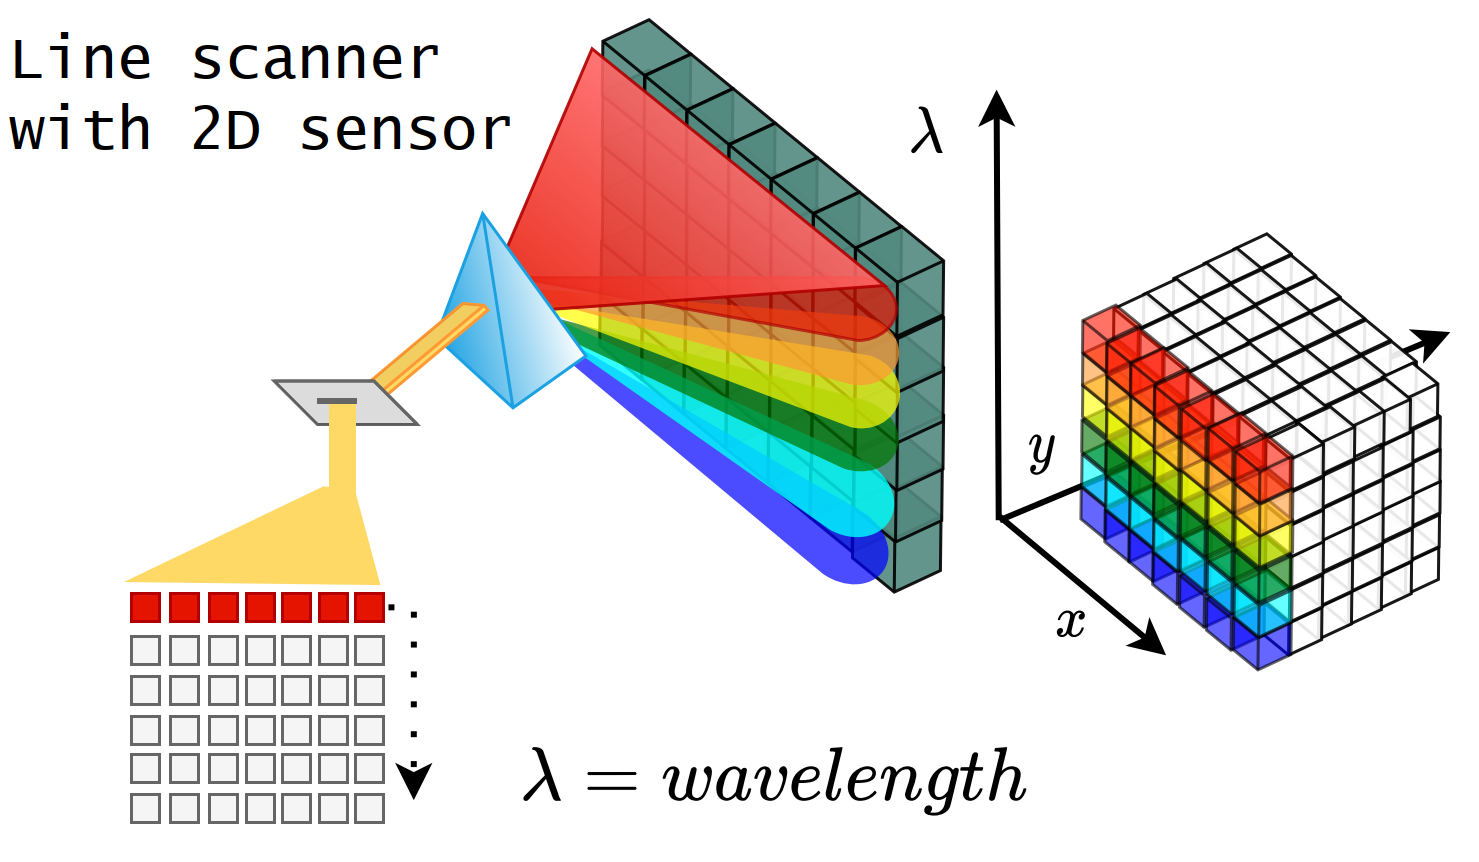 Line scanner
with 2D sensor
λ
y
x
λ = wavelength